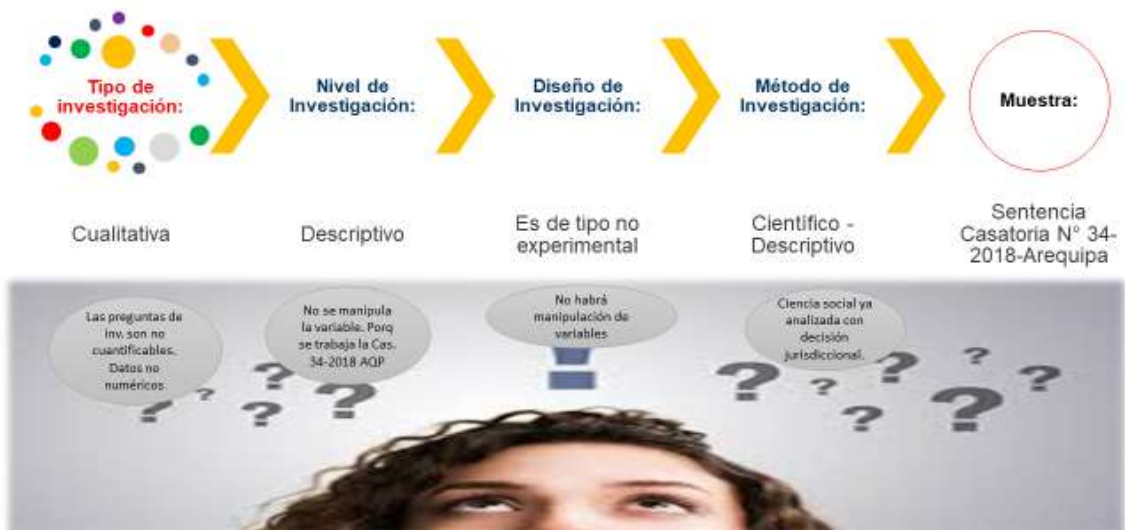 Tipo de
investigación:
Nivel de
Investigación:
Diseño de
Investigación:
Método de
Investigación:
Muestra:
Cualitativa
Descriptivo
Es de tipo no
experimental
Científico -
Descriptivo
Sentencia
Casatoria N° 34-
2018-Arequipa
Las preguntas de
inv. son no
cuantificables.
Datos no
numéricos
No se manipula
la variable. Porq
se trabaja la Cas.
34-2018 AQP
No habrá
manipulación de
variables
Ciencia social ya
analizada con
decisión
jurisdiccional.